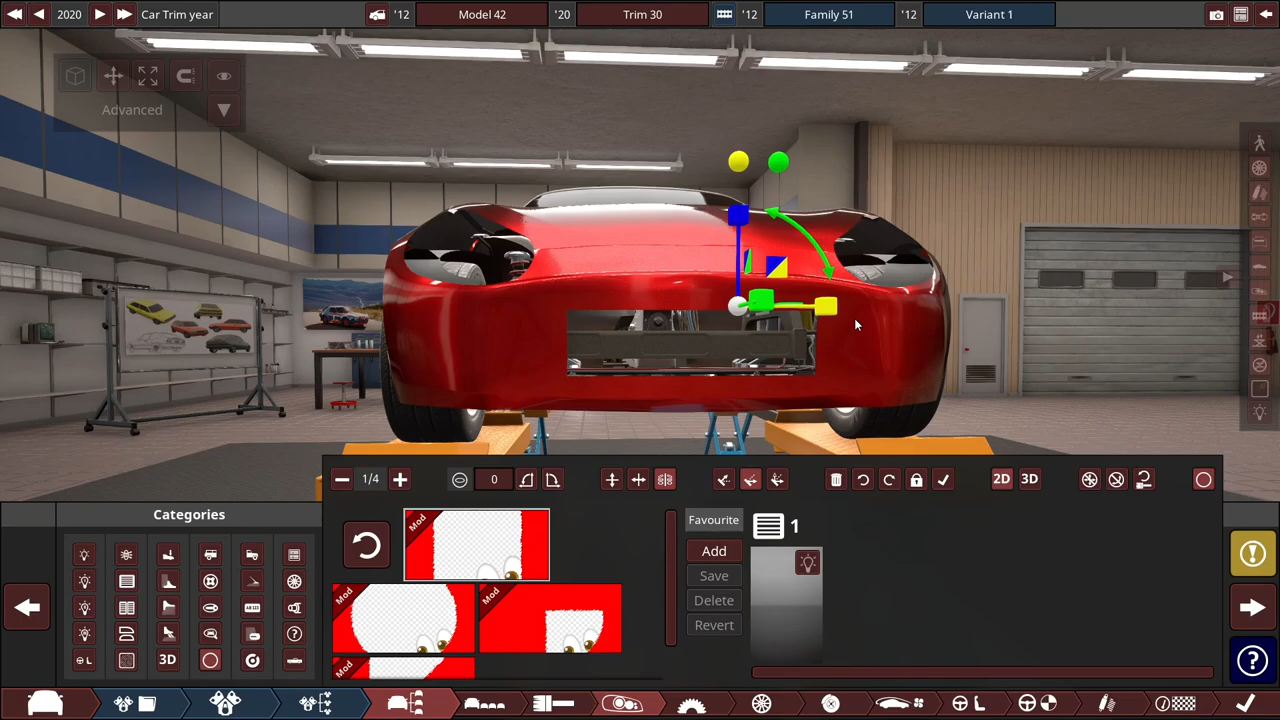 2020 Car Trim year '12 Model 42 '20 Trim 30 '12 Family 51 '12 Variant 1
Advanced
1/4 0 2D 3D
Categories
Mod
Mod
Mod
Mod
Favourite
Add
Save
Delete
Revert
1
L
3D